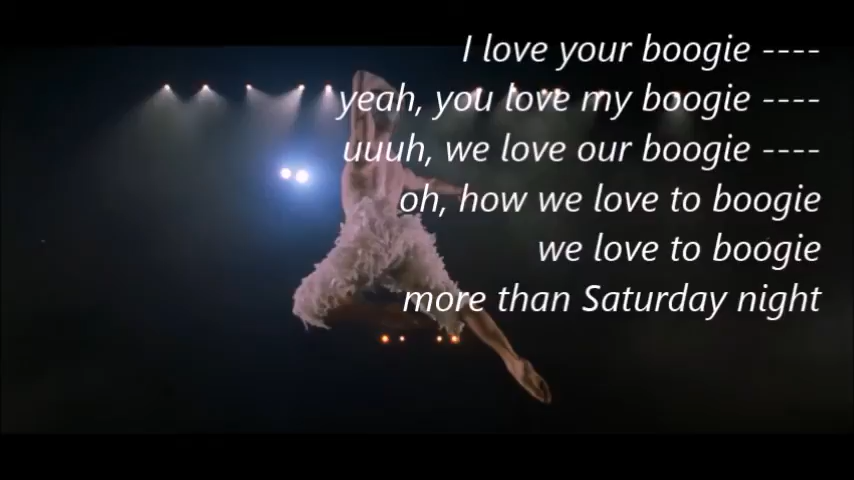 I love your boogie ----
yeah, you love my boogie ----
uuuh, we love our boogie ----
oh, how we love to boogie
we love to boogie
more than Saturday night